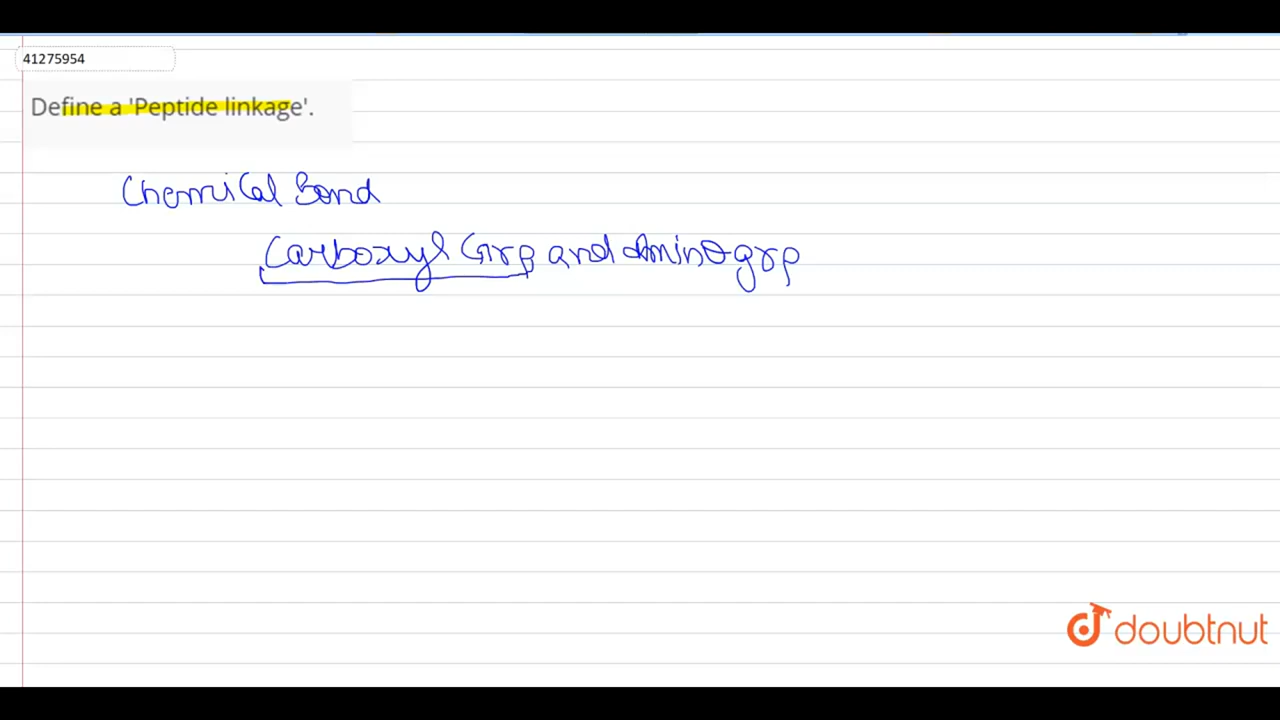 41275954
Define a 'Peptide linkage'.
Chemical Bond
Carboxyl Grp and Amino grp
doubtnut